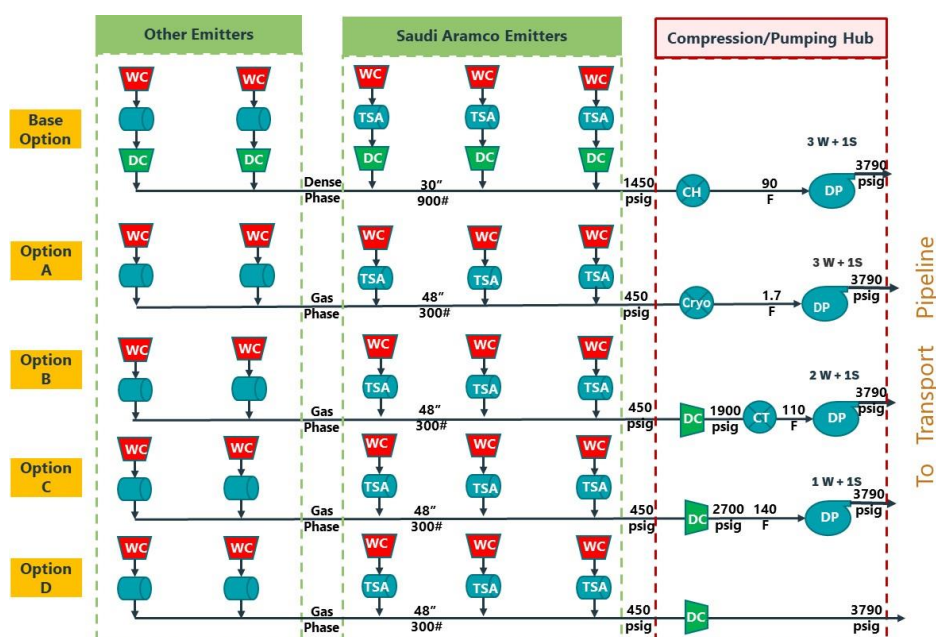 Other Emitters
Saudi Aramco Emitters
Compression/Pumping Hub
Base Option
WC WC WC WC WC
TSA TSA TSA
DC DC DC DC DC
Dense Phase
30" 900#
1450 psig
CH
90 F
3 W + 1S
DP
3790 psig
Option A
WC WC WC WC WC
TSA TSA TSA
Gas Phase
48" 300#
450 psig
Cryo
1.7 F
3 W + 1S
DP
3790 psig
Option B
WC WC WC WC WC
TSA TSA TSA
Gas Phase
48" 300#
450 psig
DC
1900 psig
CT
110 F
2 W + 1S
DP
3790 psig
Option C
WC WC WC WC WC
TSA TSA TSA
Gas Phase
48" 300#
450 psig
DC
2700 psig
140 F
1 W + 1S
DP
3790 psig
Option D
WC WC WC WC WC
TSA TSA TSA
Gas Phase
48" 300#
450 psig
DC
3790 psig
To Transport Pipeline